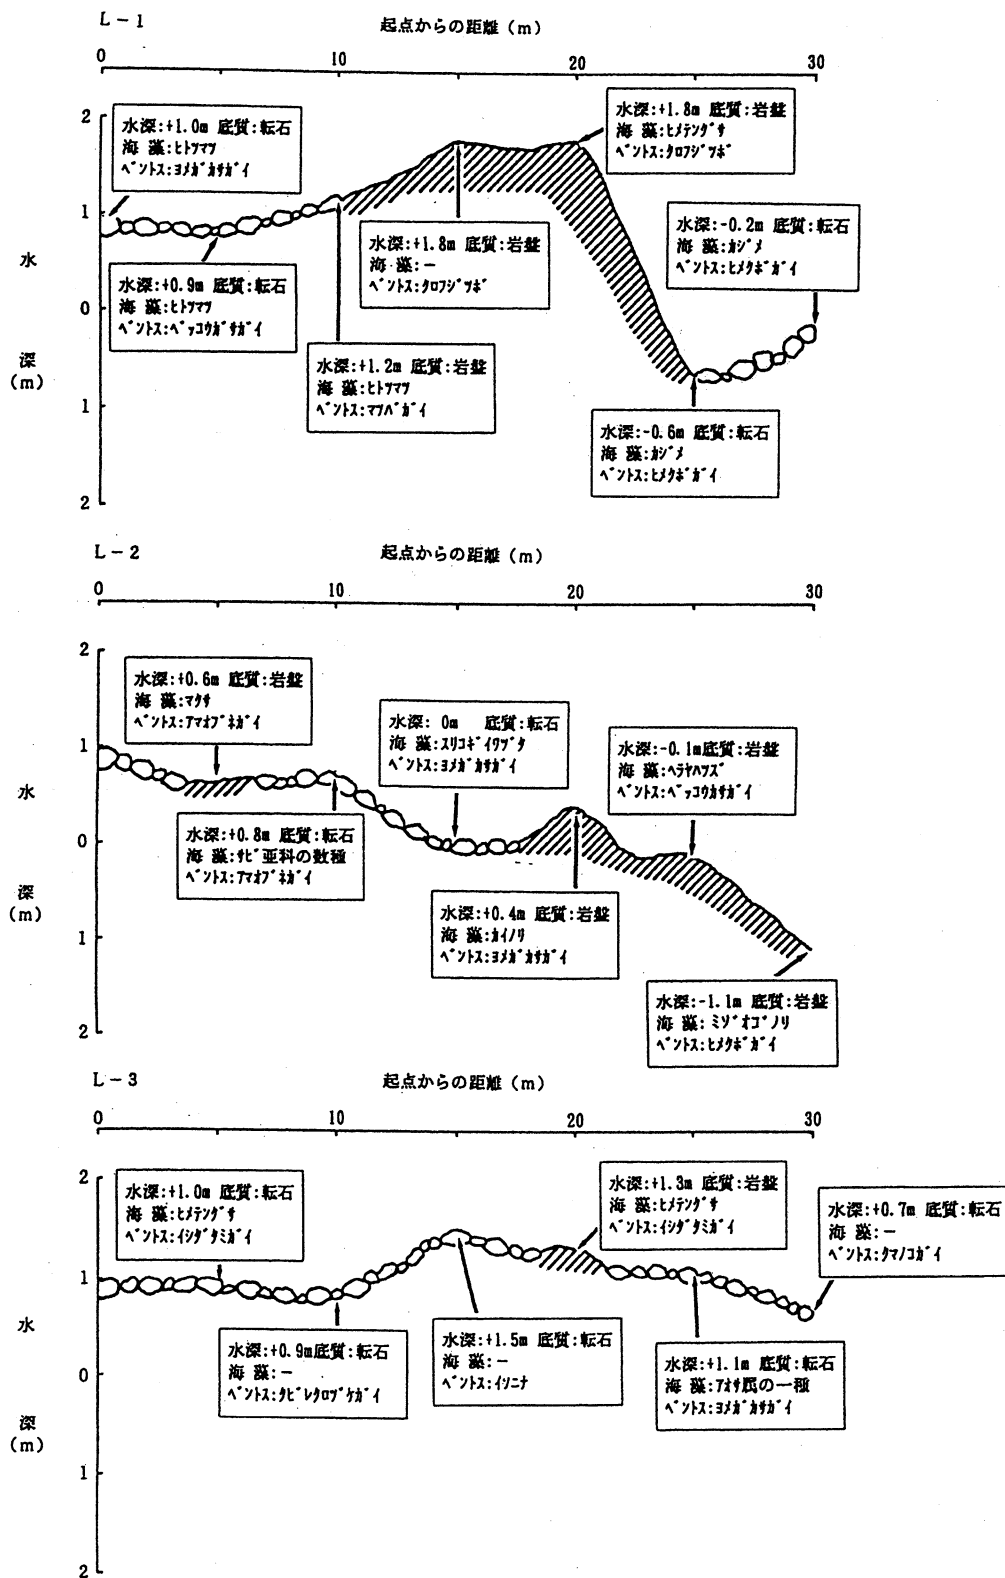 L－1
起点からの距離（m）
0 10 20 30
2
1
0
1
2
水
深
（m）
水深:+1.0m 底質:転石
海 藻:ﾋﾄﾂﾏﾂ
ﾍﾞﾝﾄｽ:ﾖﾒｶﾞｶｻｶﾞｲ
水深:+1.8m 底質:岩盤
海 藻:ﾋﾒﾃﾝｸﾞｻ
ﾍﾞﾝﾄｽ:ｸﾛﾌｼﾞﾂﾎﾞ
水深:+1.8m 底質:岩盤
海 藻:－
ﾍﾞﾝﾄｽ:ｸﾛﾌｼﾞﾂﾎﾞ
水深:-0.2m 底質:転石
海 藻:ｶｼﾞﾒ
ﾍﾞﾝﾄｽ:ﾋﾒｸﾎﾞｶﾞｲ
水深:+0.9m 底質:転石
海 藻:ﾋﾄﾂﾏﾂ
ﾍﾞﾝﾄｽ:ﾍﾞｯｺｳｶﾞｻｶﾞｲ
水深:+1.2m 底質:岩盤
海 藻:ﾋﾄﾂﾏﾂ
ﾍﾞﾝﾄｽ:ﾏﾂﾊﾞｶﾞｲ
水深:-0.6m 底質:転石
海 藻:ｶｼﾞﾒ
ﾍﾞﾝﾄｽ:ﾋﾒｸﾎﾞｶﾞｲ
L－2
起点からの距離（m）
0 10 20 30
2
1
0
1
2
水
深
（m）
水深:+0.6m 底質:岩盤
海 藻:ﾏｸｻ
ﾍﾞﾝﾄｽ:ｱﾏｵﾌﾞﾈｶﾞｲ
水深: 0m 底質:転石
海 藻:ｽﾘｺｷﾞｲﾜﾂﾞﾀ
ﾍﾞﾝﾄｽ:ﾖﾒｶﾞｶｻｶﾞｲ
水深:-0.1m底質:岩盤
海 藻:ﾍﾗﾔﾊｽﾞ
ﾍﾞﾝﾄｽ:ﾍﾞｯｺｳｶｻｶﾞｲ
水深:+0.8m 底質:転石
海 藻:ｻﾋﾞ亜科の数種
ﾍﾞﾝﾄｽ:ｱﾏｵﾌﾞﾈｶﾞｲ
水深:+0.4m 底質:岩盤
海 藻:ｶｲﾉﾘ
ﾍﾞﾝﾄｽ:ﾖﾒｶﾞｶｻｶﾞｲ
水深:-1.1m 底質:岩盤
海 藻:ﾐｿﾞｵｺﾞﾉﾘ
ﾍﾞﾝﾄｽ:ﾋﾒｸﾎﾞｶﾞｲ
L－3
起点からの距離（m）
0 10 20 30
2
1
0
1
2
水
深
（m）
水深:+1.0m 底質:転石
海 藻:ﾋﾒﾃﾝｸﾞｻ
ﾍﾞﾝﾄｽ:ｲｼﾀﾞﾀﾐｶﾞｲ
水深:+1.3m 底質:岩盤
海 藻:ﾋﾒﾃﾝｸﾞｻ
ﾍﾞﾝﾄｽ:ｲｼﾀﾞﾀﾐｶﾞｲ
水深:+0.7m 底質:転石
海 藻:－
ﾍﾞﾝﾄｽ:ｸﾏﾉｺｶﾞｲ
水深:+0.9m底質:転石
海 藻:－
ﾍﾞﾝﾄｽ:ｸﾋﾞﾚｸﾛﾂﾞｹｶﾞｲ
水深:+1.5m 底質:転石
海 藻:－
ﾍﾞﾝﾄｽ:ｲｿﾆﾅ
水深:+1.1m 底質:転石
海 藻:ｱｵｻ属の一種
ﾍﾞﾝﾄｽ:ﾖﾒｶﾞｶｻｶﾞｲ